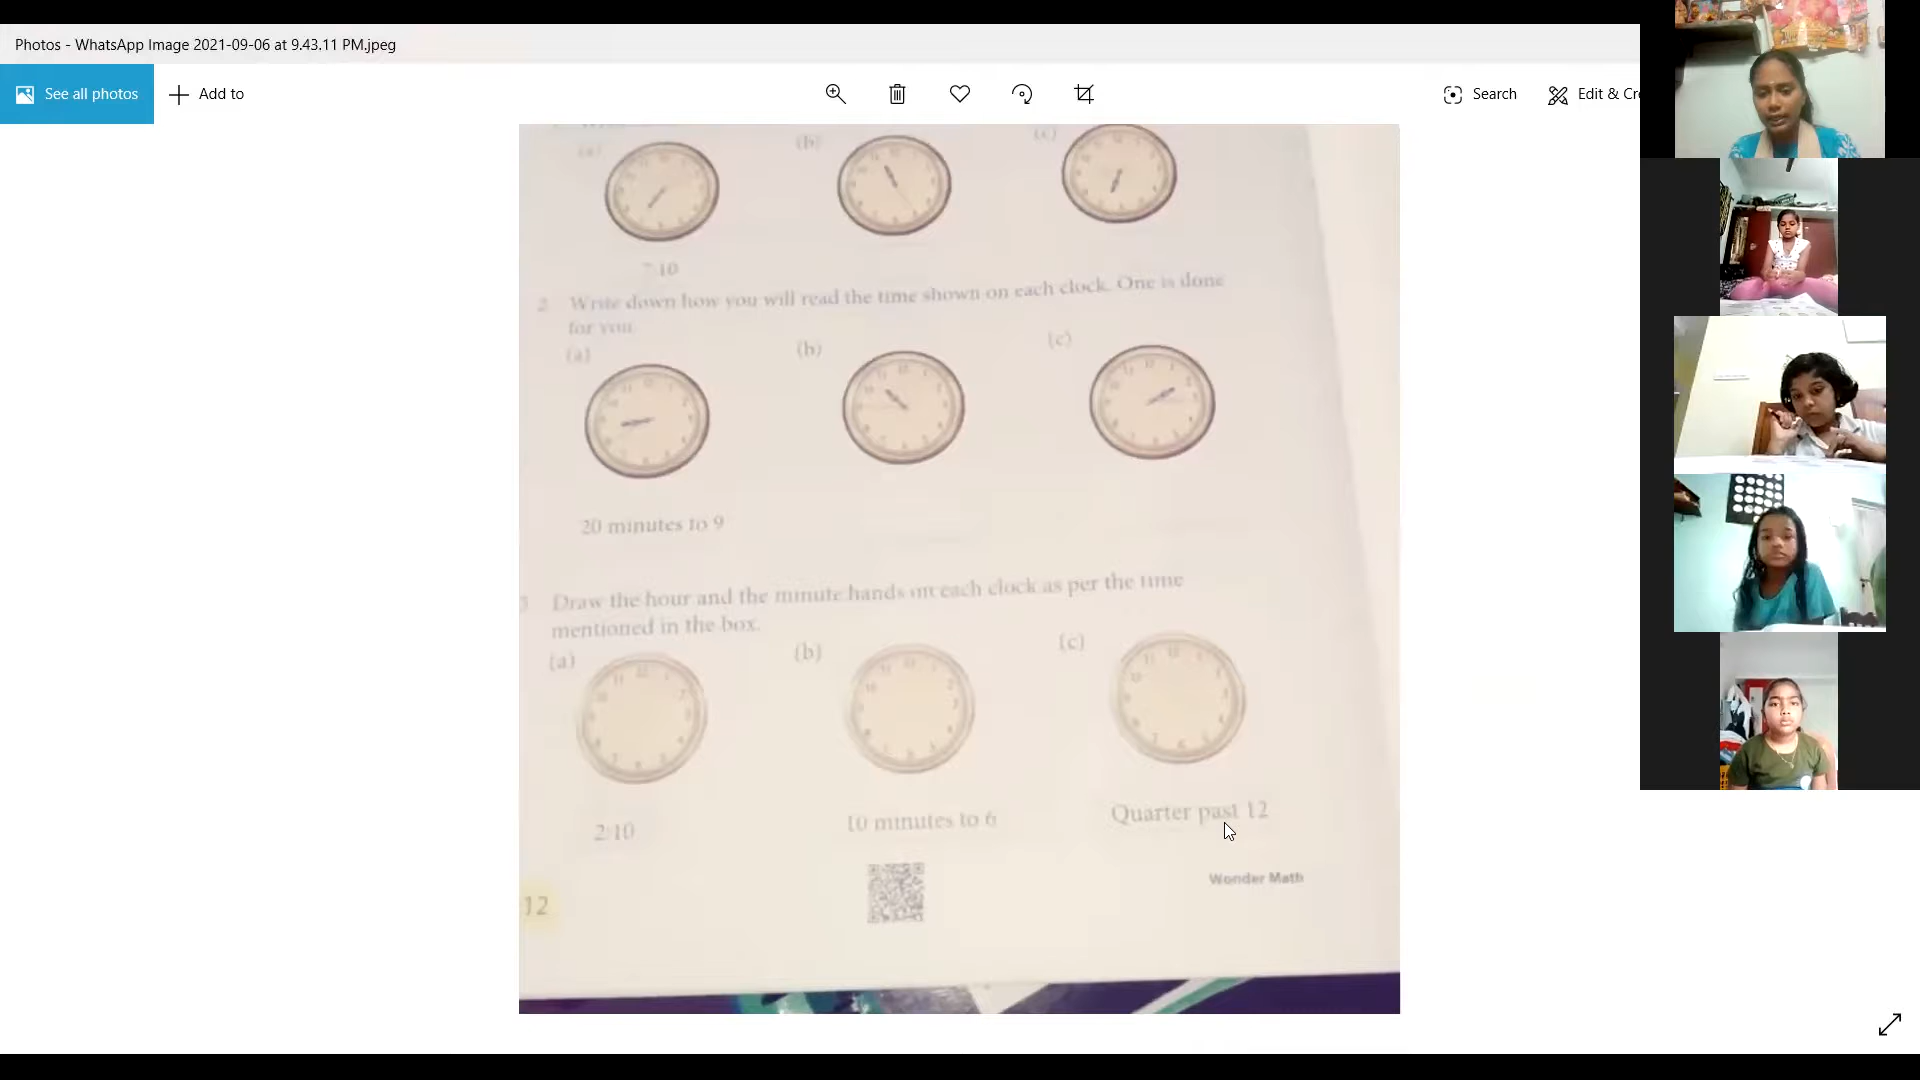 Photos - WhatsApp Image 2021-09-06 at 9.43.11 PM.jpeg
See all photos
Add to
Search
Edit & Cr
(a)
(b)
(c)
7:10
2 Write down how you will read the time shown on each clock. One is done
for you
(a)
(b)
(c)
20 minutes to 9
3 Draw the hour and the minute hands on each clock as per the time
mentioned in the box.
(a)
(b)
(c)
2:10
10 minutes to 6
Quarter past 12
Wonder Math
12